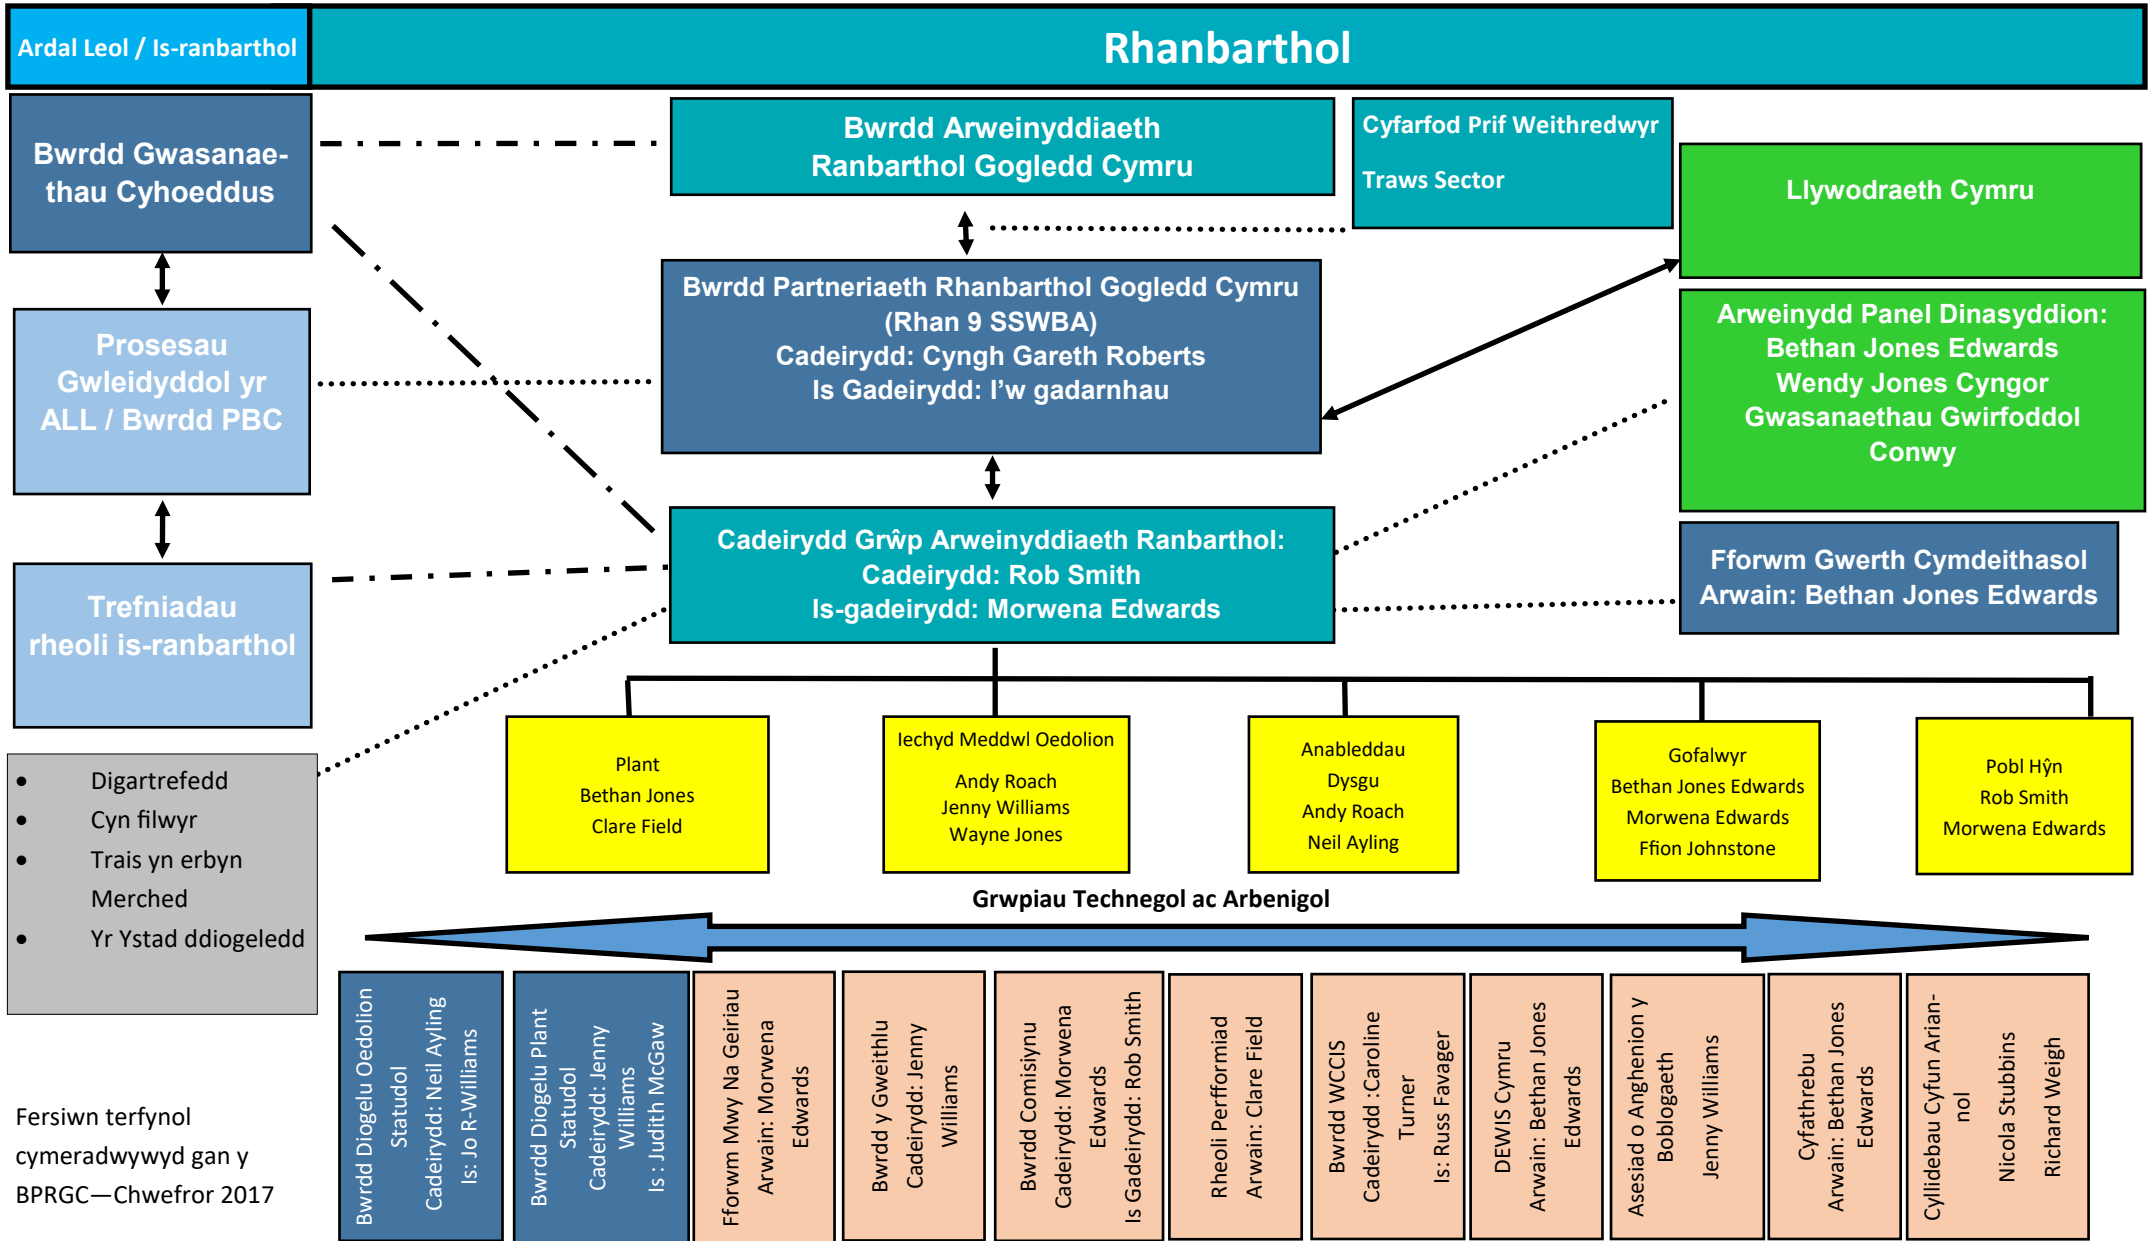 Ardal Leol / Is-ranbarthol
Rhanbarthol
Bwrdd Gwasanae-
thau Cyhoeddus
Bwrdd Arweinyddiaeth
Ranbarthol Gogledd Cymru
Cyfarfod Prif Weithredwyr
Traws Sector
Llywodraeth Cymru
Prosesau
Gwleidyddol yr
ALL / Bwrdd PBC
Bwrdd Partneriaeth Rhanbarthol Gogledd Cymru
(Rhan 9 SSWBA)
Cadeirydd: Cyngh Gareth Roberts
Is Gadeirydd: I’w gadarnhau
Arweinydd Panel Dinasyddion:
Bethan Jones Edwards
Wendy Jones Cyngor
Gwasanaethau Gwirfoddol
Conwy
Trefniadau
rheoli is-ranbarthol
Cadeirydd Grŵp Arweinyddiaeth Ranbarthol:
Cadeirydd: Rob Smith
Is-gadeirydd: Morwena Edwards
Fforwm Gwerth Cymdeithasol
Arwain: Bethan Jones Edwards
• Digartrefedd
• Cyn filwyr
• Trais yn erbyn
Merched
• Yr Ystad ddiogeledd
Plant
Bethan Jones
Clare Field
Iechyd Meddwl Oedolion
Andy Roach
Jenny Williams
Wayne Jones
Anableddau
Dysgu
Andy Roach
Neil Ayling
Gofalwyr
Bethan Jones Edwards
Morwena Edwards
Ffion Johnstone
Pobl Hŷn
Rob Smith
Morwena Edwards
Grwpiau Technegol ac Arbenigol
Bwrdd Diogelu Oedolion
Statudol
Cadeirydd: Neil Ayling
Is: Jo R-Williams
Bwrdd Diogelu Plant
Statudol
Cadeirydd: Jenny
Williams
Is : Judith McGaw
Fforwm Mwy Na Geiriau
Arwain: Morwena
Edwards
Bwrdd y Gweithlu
Cadeirydd: Jenny
Williams
Bwrdd Comisiynu
Cadeirydd: Morwena
Edwards
Is Gadeirydd: Rob Smith
Rheoli Perfformiad
Arwain: Clare Field
Bwrdd WCCIS
Cadeirydd :Caroline
Turner
Is: Russ Favager
DEWIS Cymru
Arwain: Bethan Jones
Edwards
Asesiad o Anghenion y
Boblogaeth
Jenny Williams
Cyfathrebu
Arwain: Bethan Jones
Edwards
Cyllidebau Cyfun Arian-
nol
Nicola Stubbins
Richard Weigh
Fersiwn terfynol
cymeradwywyd gan y
BPRGC—Chwefror 2017